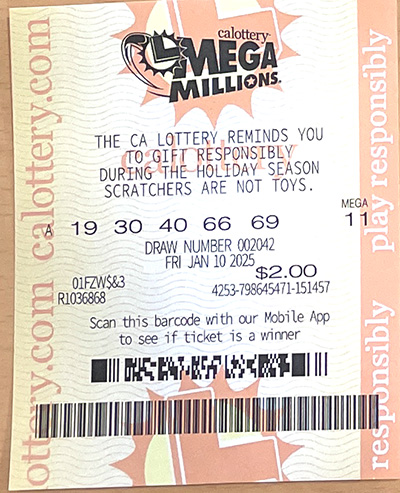 calottery
MEGA
MILLIONS
THE CA LOTTERY REMINDS YOU
TO GIFT RESPONSIBLY
DURING THE HOLIDAY SEASON
SCRATCHERS ARE NOT TOYS.
MEGA
A 19 30 40 66 69 11
DRAW NUMBER 002042
FRI JAN 10 2025
$2.00
01FZW$&3
R1036868 4253-798645471-151457
Scan this barcode with our Mobile App
to see if ticket is a winner
ottery.com calottery.com
play responsibly
responsibly
calottery